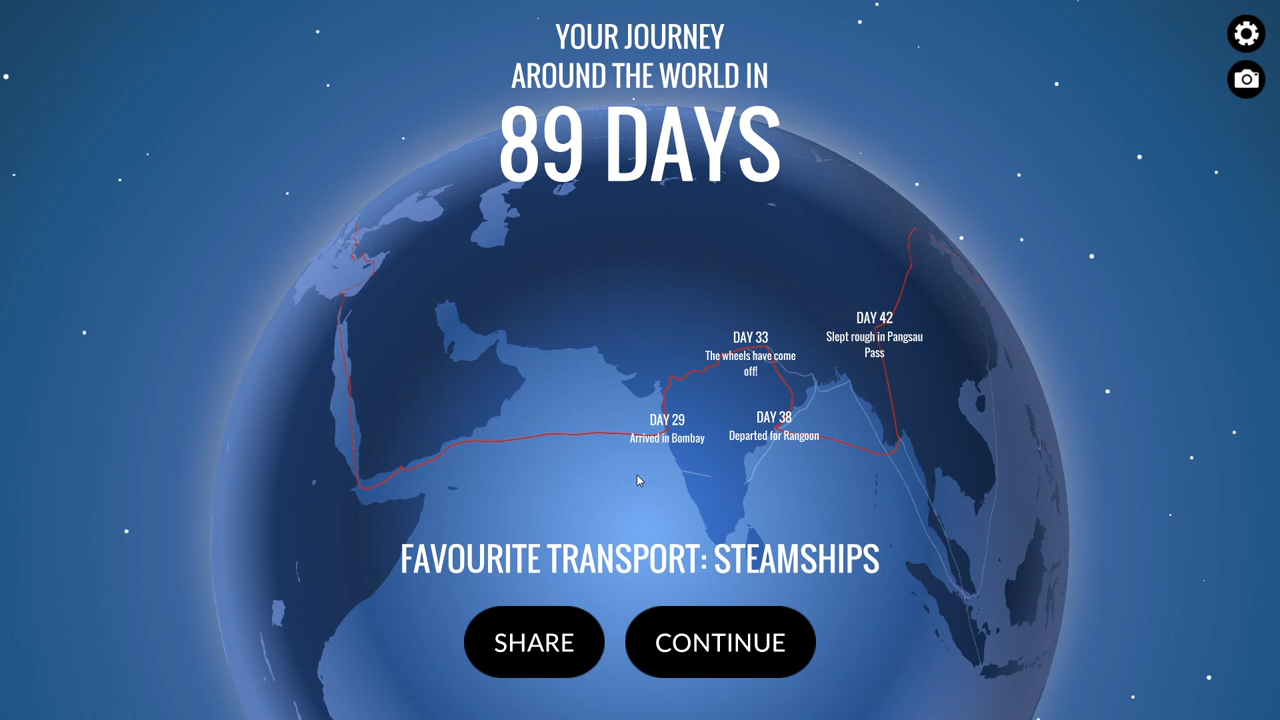 YOUR JOURNEY
AROUND THE WORLD IN
89 DAYS
DAY 42
Slept rough in Pangsau
Pass
DAY 33
The wheels have come
off!
DAY 29
Arrived in Bombay
DAY 38
Departed for Rangoon
FAVOURITE TRANSPORT: STEAMSHIPS
SHARE
CONTINUE